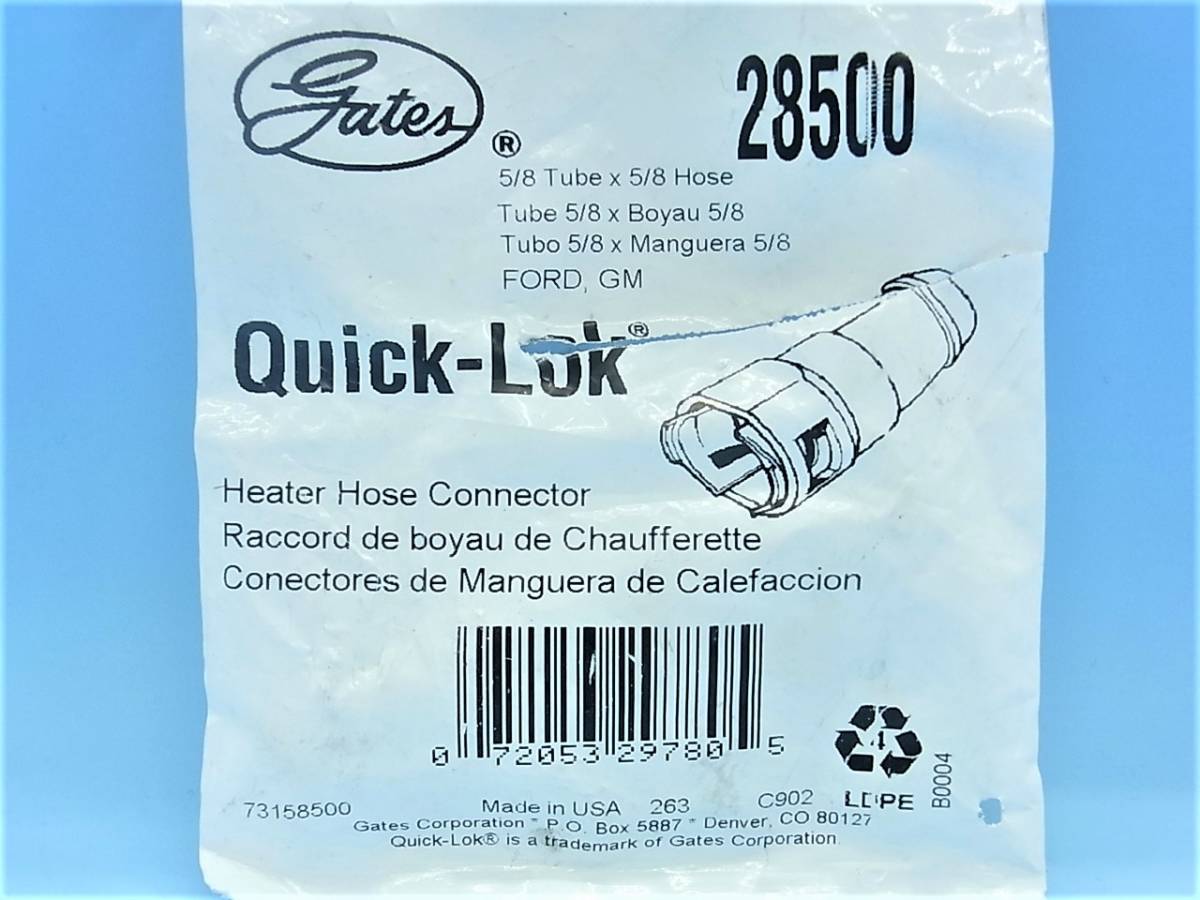 Gates®
28500
5/8 Tube x 5/8 Hose
Tube 5/8 x Boyau 5/8
Tubo 5/8 x Manguera 5/8
FORD, GM
Quick-Lok®
Heater Hose Connector
Raccord de boyau de Chaufferette
Conectores de Manguera de Calefaccion
0 72053 29780 5
4
LDPE
B0004
73158500 Made in USA 263 C902
Gates Corporation * P.O. Box 5887 * Denver, CO 80127
Quick-Lok® is a trademark of Gates Corporation.